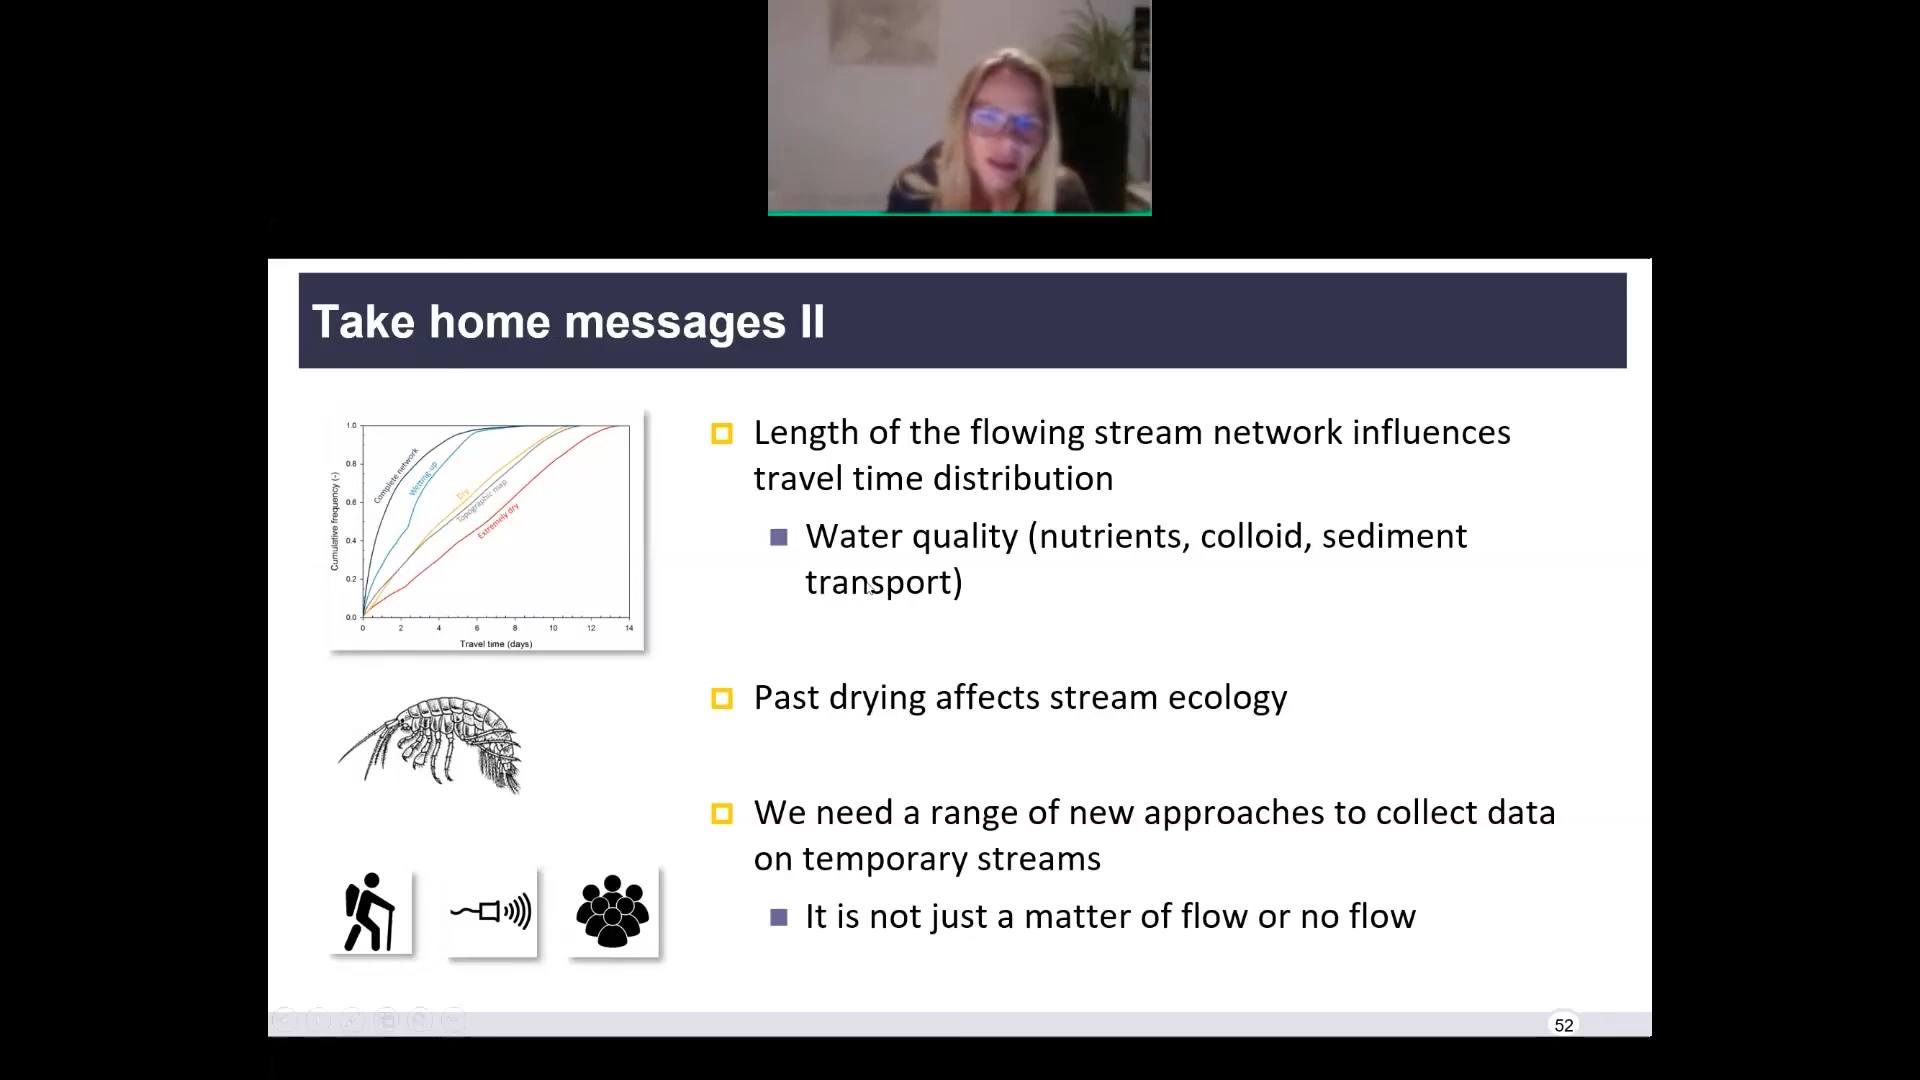 Take home messages II
1.0
0.8
0.6
0.4
0.2
0.0
Cumulative frequency (-)
Complete network
Wetting-up
Dry
Topographic map
Extremely dry
0 2 4 6 8 10 12 14
Travel time (days)
Length of the flowing stream network influences
travel time distribution
Water quality (nutrients, colloid, sediment
transport)
Past drying affects stream ecology
We need a range of new approaches to collect data
on temporary streams
It is not just a matter of flow or no flow
52